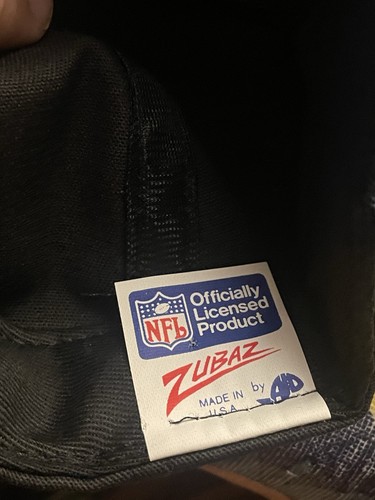 NFL
Officially
Licensed
Product
ZUBAZ
MADE IN
U.S.A.
by